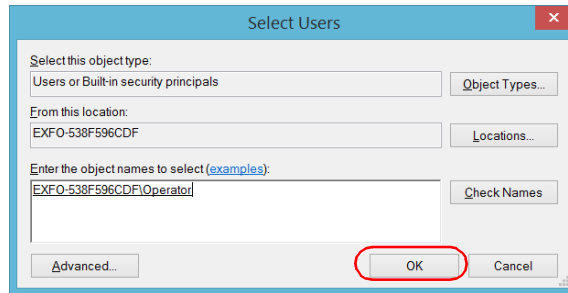 Select Users
Select this object type:
Users or Built-in security principals
Object Types...
From this location:
EXFO-538F596CDF
Locations...
Enter the object names to select (examples):
EXFO-538F596CDF\Operator
Check Names
Advanced...
OK
Cancel